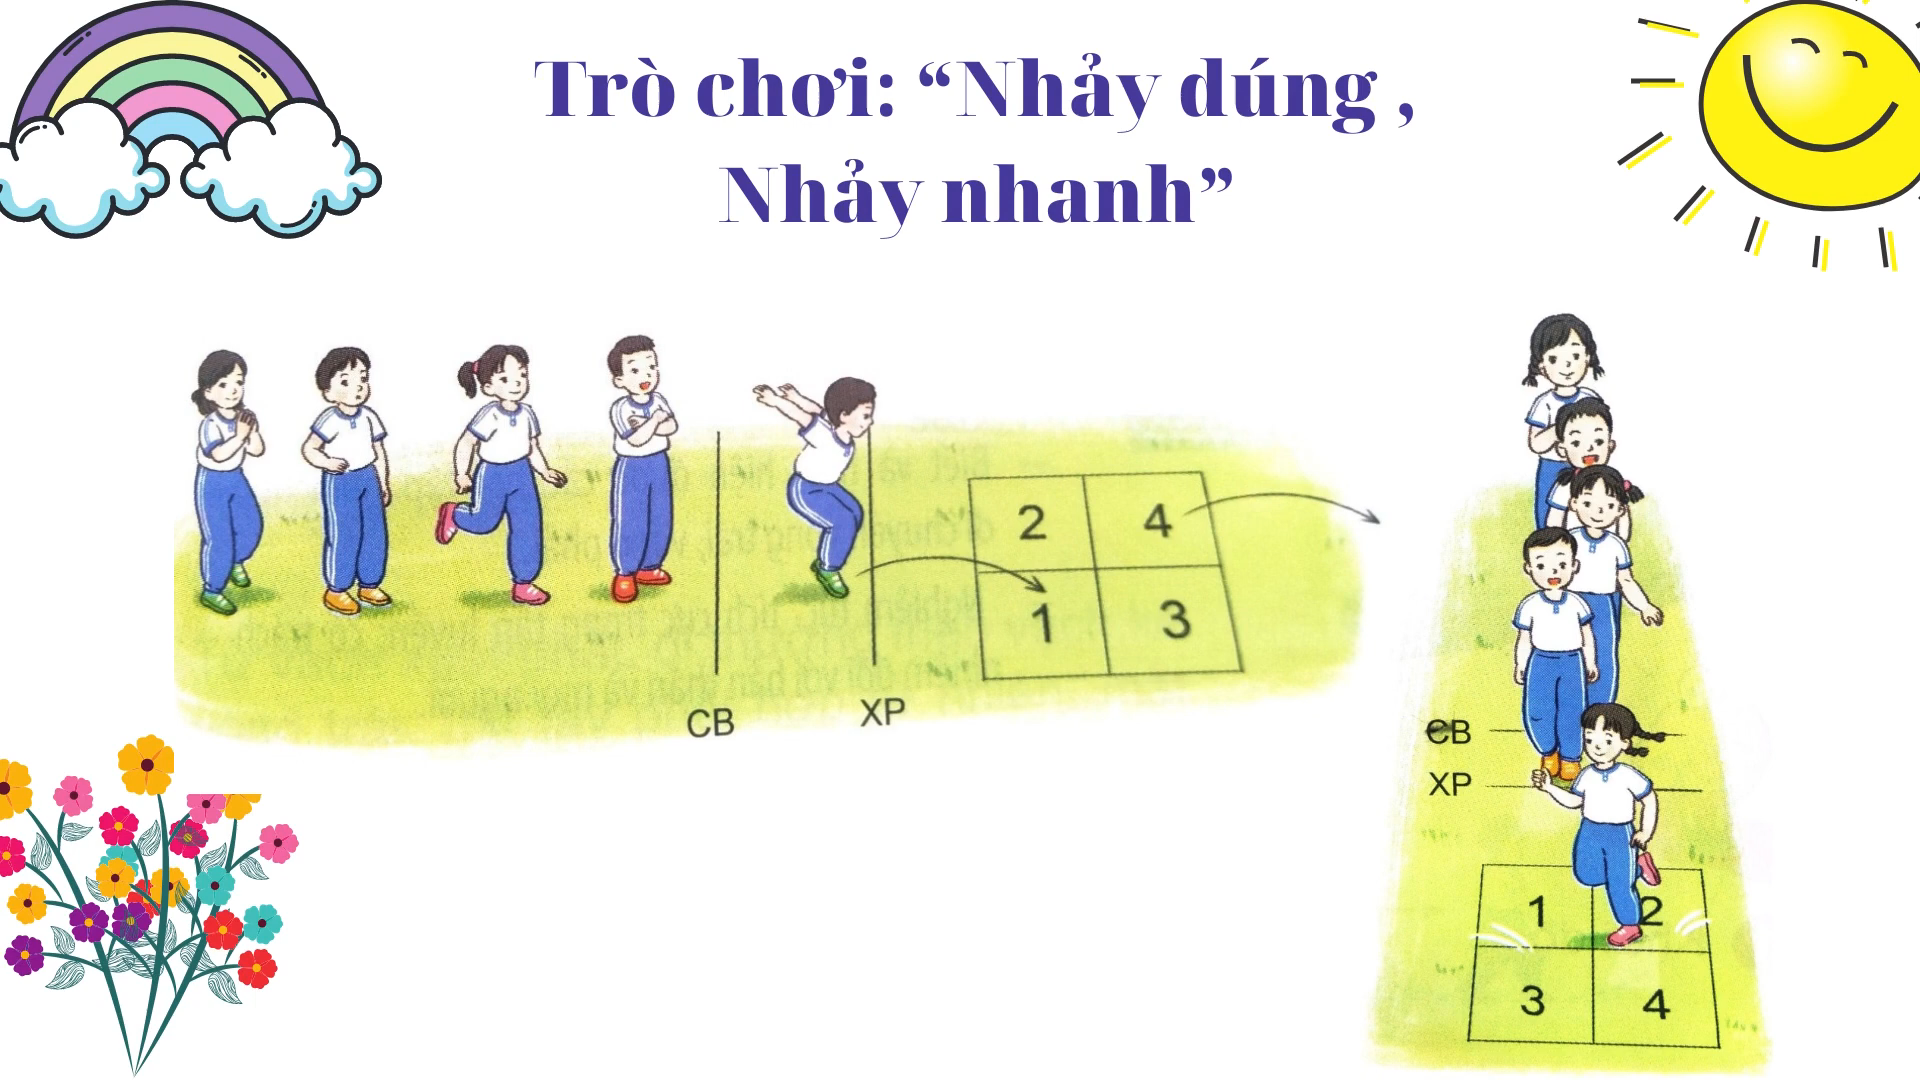 Trò chơi: “Nhảy dúng ,
Nhảy nhanh”
2 4
1 3
CB
XP
CB
XP
1 2
3 4